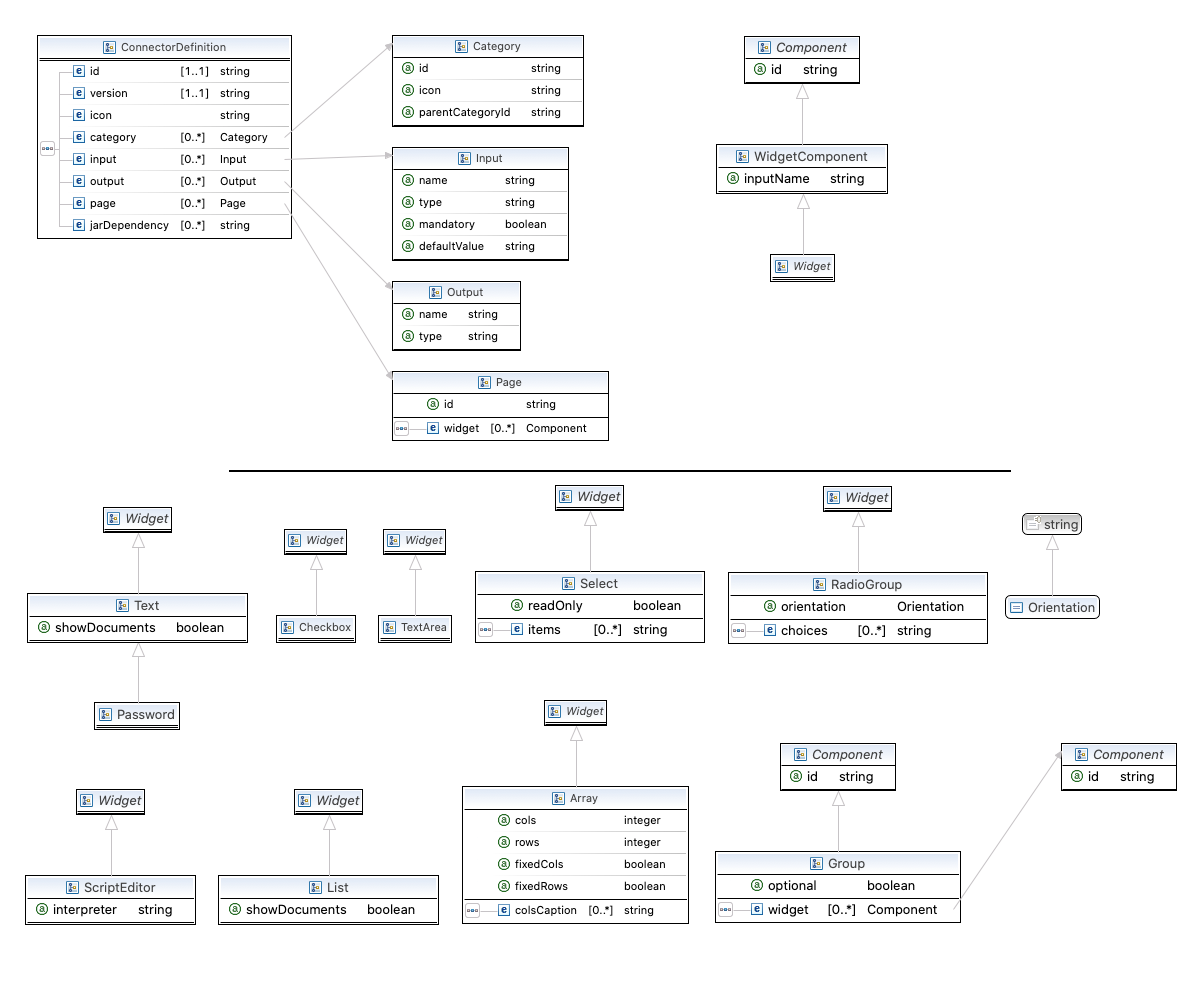 ConnectorDefinition
id [1..1] string
version [1..1] string
icon string
category [0..*] Category
input [0..*] Input
output [0..*] Output
page [0..*] Page
jarDependency [0..*] string
Category
a id string
a icon string
a parentCategoryId string
Input
a name string
a type string
a mandatory boolean
a defaultValue string
Output
a name string
a type string
Page
a id string
e widget [0..*] Component
Component
a id string
WidgetComponent
a inputName string
Widget
Widget
Text
a showDocuments boolean
Password
Widget
Checkbox
Widget
TextArea
Widget
Select
a readOnly boolean
e items [0..*] string
Widget
RadioGroup
a orientation Orientation
e choices [0..*] string
string
Orientation
Widget
ScriptEditor
a interpreter string
Widget
List
a showDocuments boolean
Widget
Array
a cols integer
a rows integer
a fixedCols boolean
a fixedRows boolean
e colsCaption [0..*] string
Component
a id string
Group
a optional boolean
e widget [0..*] Component
Component
a id string